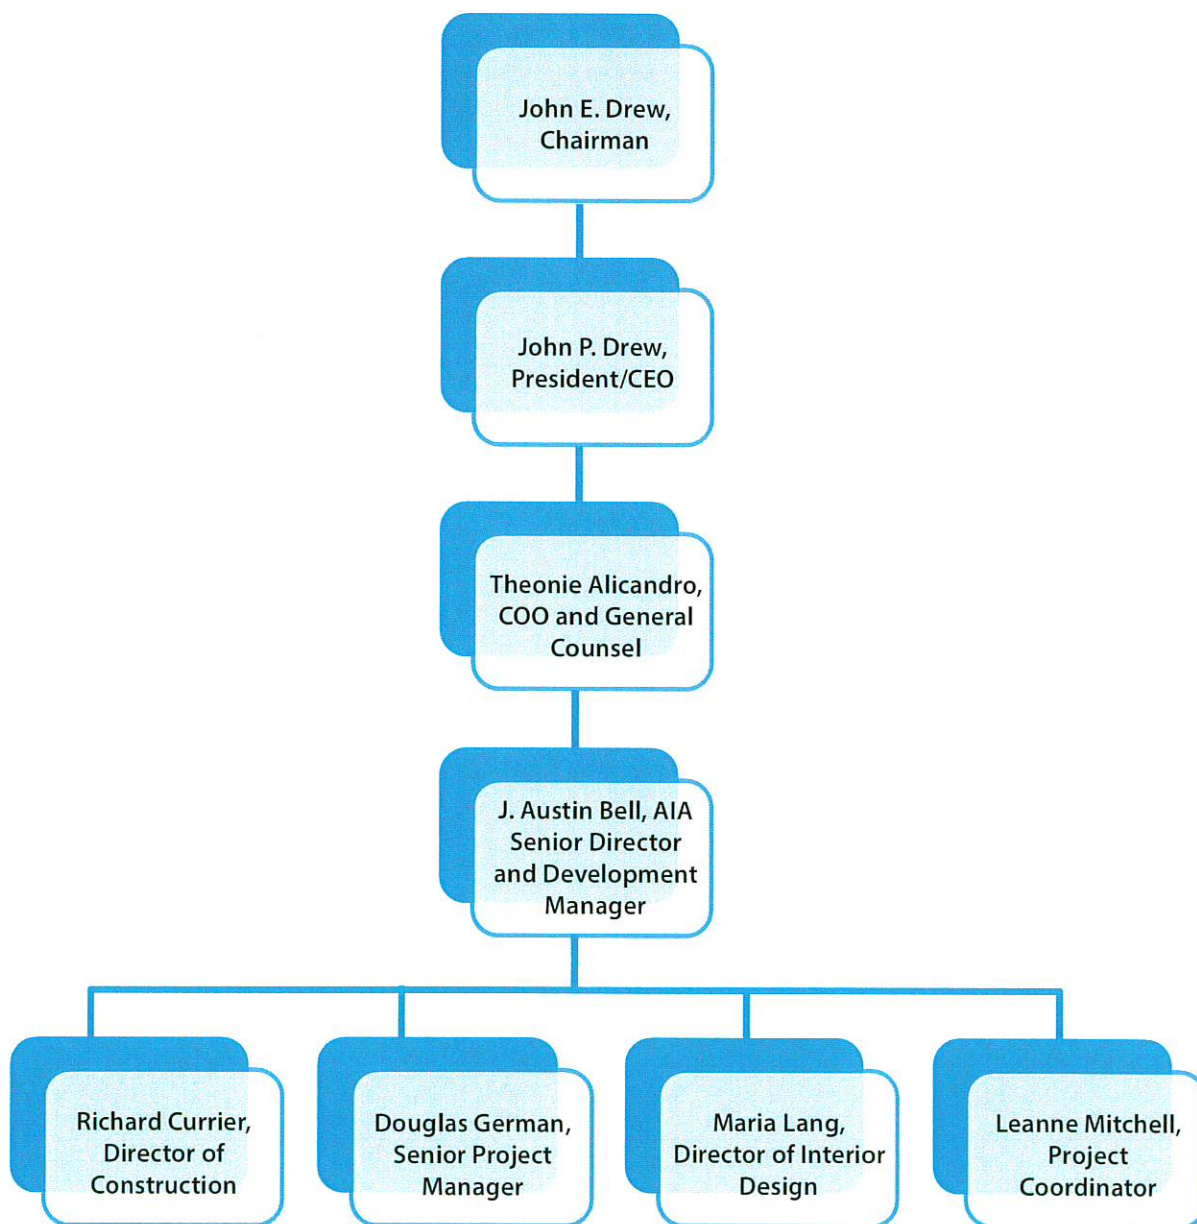 John E. Drew,
Chairman
John P. Drew,
President/CEO
Theonie Alicandro,
COO and General
Counsel
J. Austin Bell, AIA
Senior Director
and Development
Manager
Richard Currier,
Director of
Construction
Douglas German,
Senior Project
Manager
Maria Lang,
Director of Interior
Design
Leanne Mitchell,
Project
Coordinator